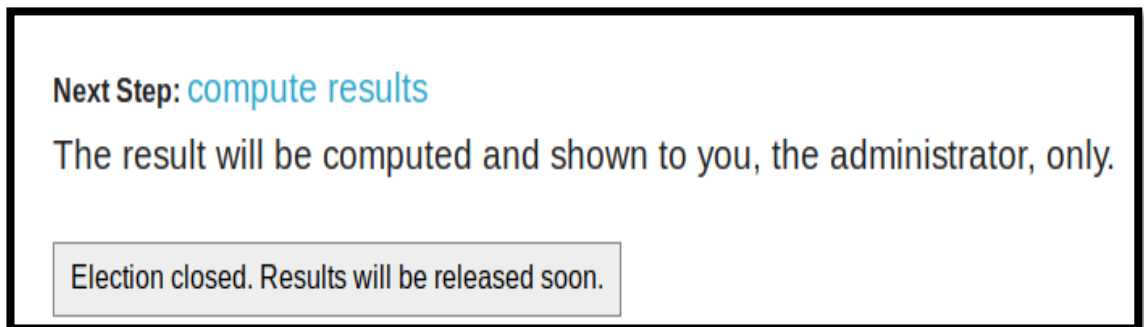 Next Step: compute results
The result will be computed and shown to you, the administrator, only.
Election closed. Results will be released soon.